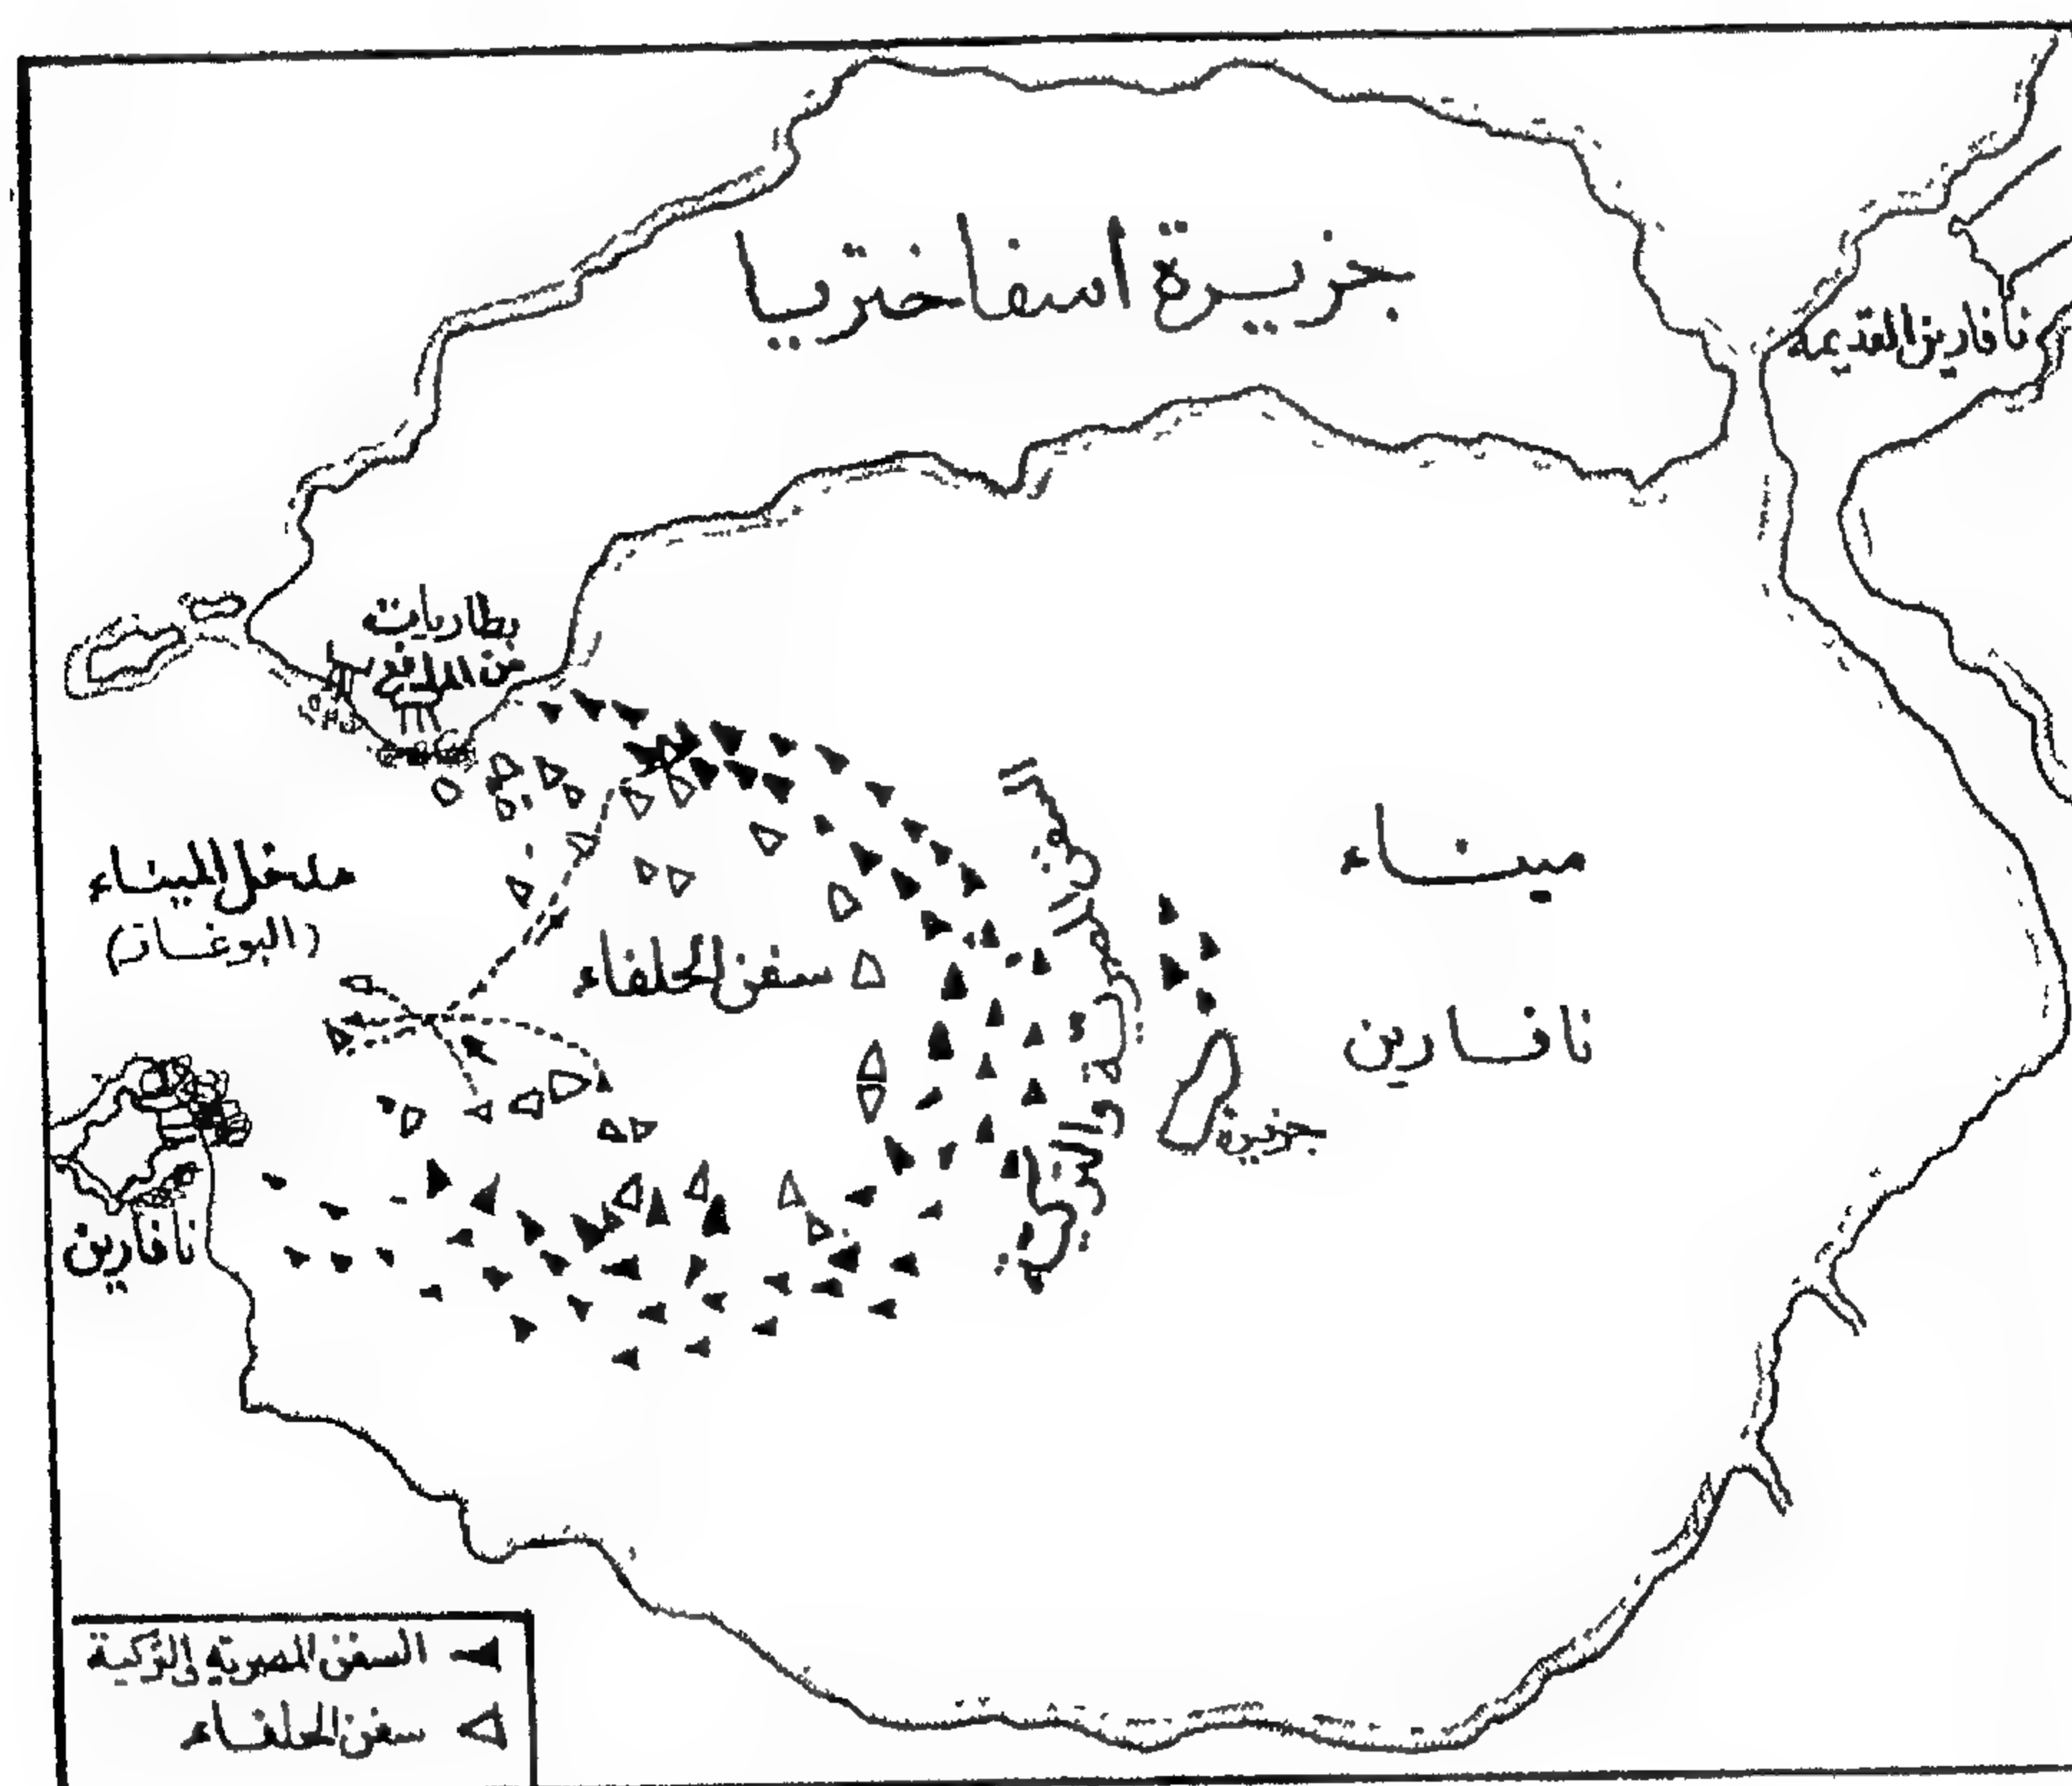 جزيرة اسفاختريا
نافارين القديمة
بطاريات
من المدافع
ميناء
نافارين
مدخل الميناء
(البوغاز)
سفن الحلفاء
جزيرة
نافارين
السفن المصرية والتركية
سفن الحلفاء